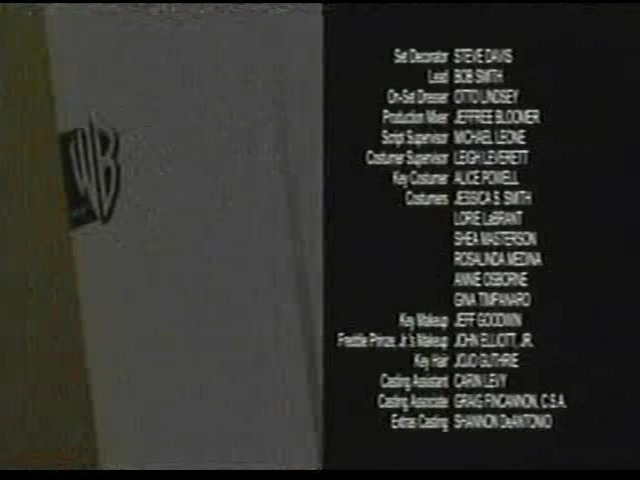 WB
Set Decorator STEVE DAVIS
Lead BOB SMITH
On-Set Dresser OTTO LINDSEY
Production Mixer JEFFREE BLOOMER
Script Supervisor MICHAEL LEONE
Costume Supervisor LEIGH LEVERETT
Key Costumer ALICE POWELL
Costumers JESSICA S. SMITH
LORIE LaBRANT
SHEA MASTERSON
ROSALINDA MEDINA
ANNIE OSBORNE
GINA TIMPANARO
Key Makeup JEFF GOODWIN
Freddie Prinze, Jr.'s Makeup JOHN ELLIOTT, JR.
Key Hair JOJO GUTHRIE
Casting Assistant CARIN LEVY
Casting Associate CRAIG FINCANNON, C.S.A.
Extras Casting SHANNON DeANTONIO